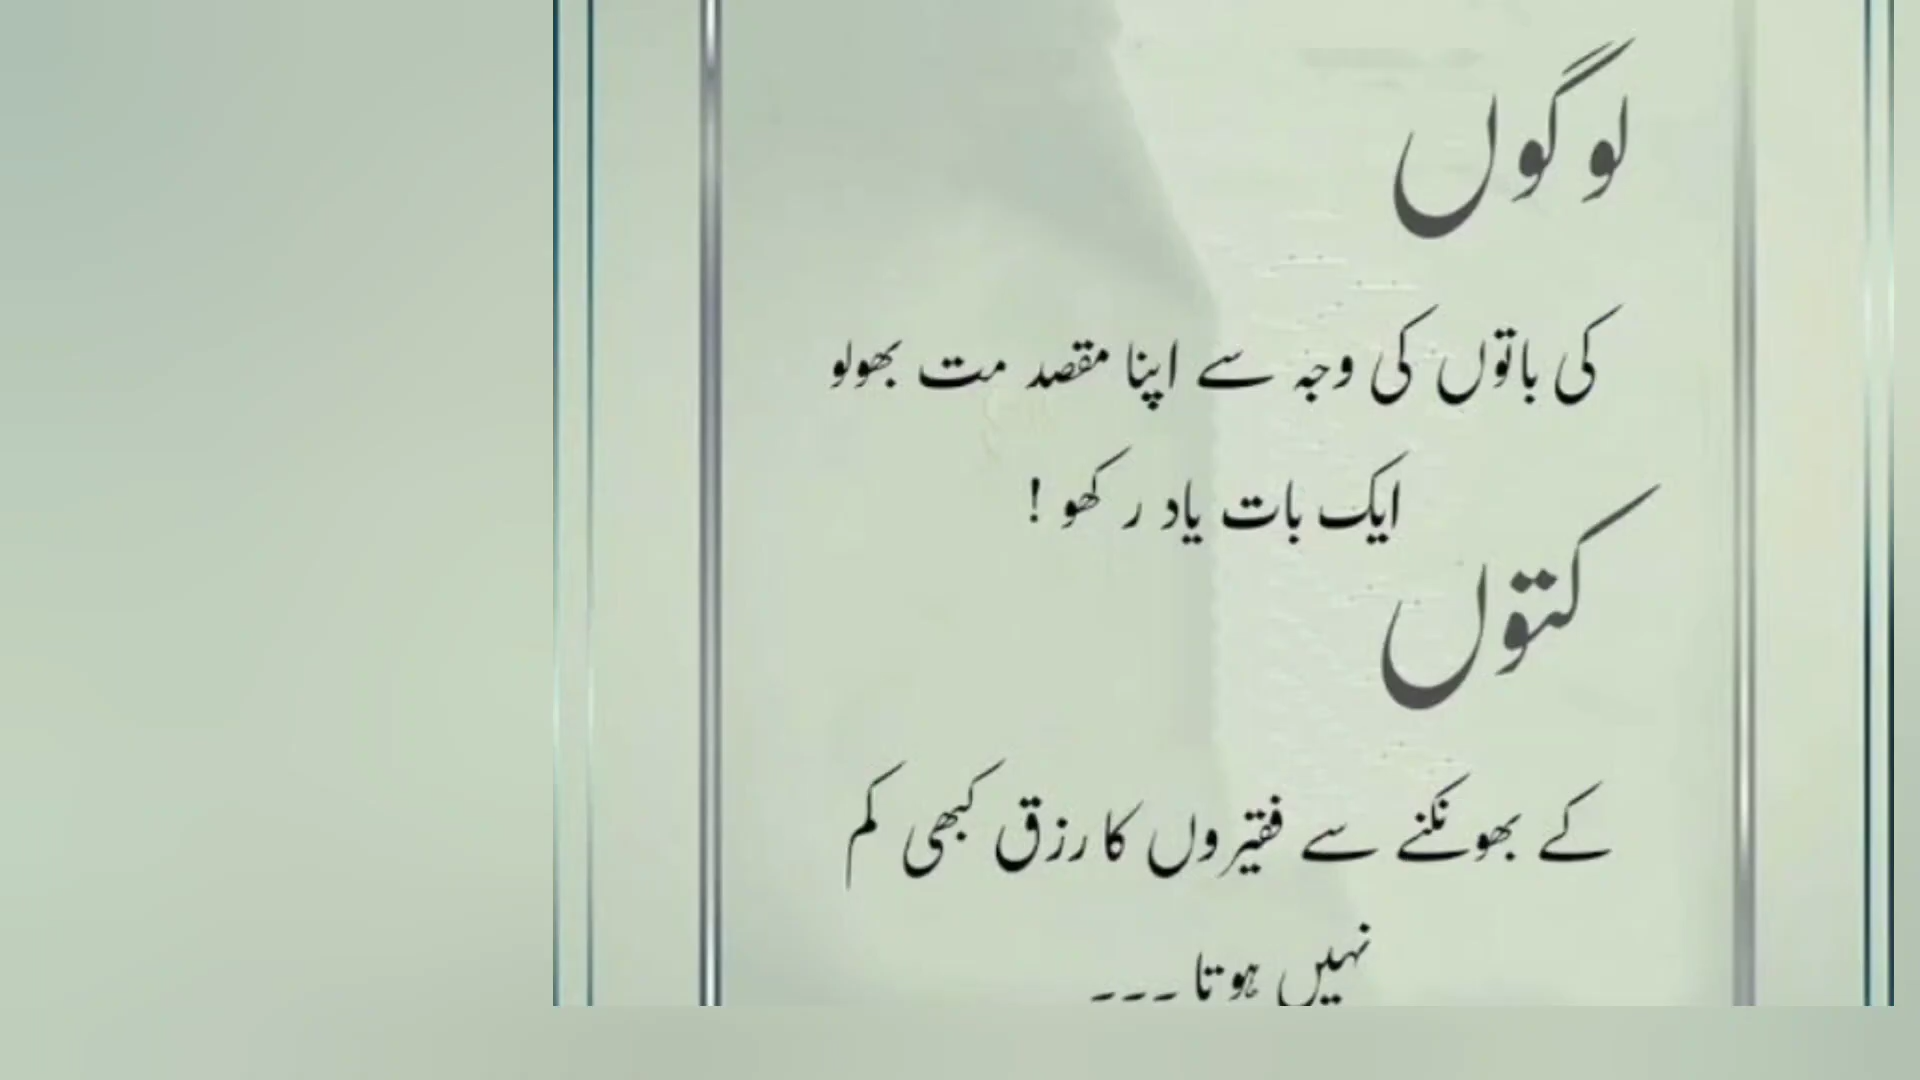 لوگوں
کی باتوں کی وجہ سے اپنا مقصد مت بھولو
ایک بات یاد رکھو !
کتوں
کے بھونکنے سے فقیروں کا رزق کبھی کم
نہیں ہوتا ۔۔۔